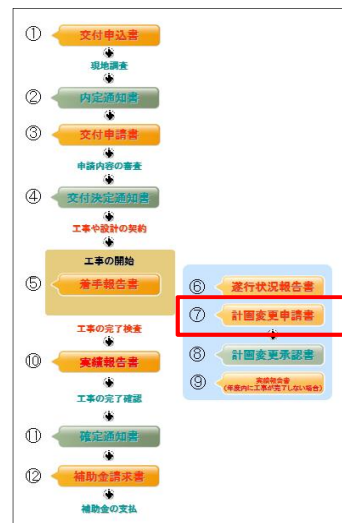 ① 交付申込書
現地調査
② 内定通知書
③ 交付申請書
申請内容の審査
④ 交付決定通知書
工事や設計の契約
工事の開始
⑤ 着手報告書
工事の完了検査
⑩ 実績報告書
工事の完了確認
⑪ 確定通知書
⑫ 補助金請求書
補助金の支払
⑥ 遂行状況報告書
⑦ 計画変更申請書
⑧ 計画変更承認書
⑨ 実績報告書
(年度内に工事が完了しない場合)